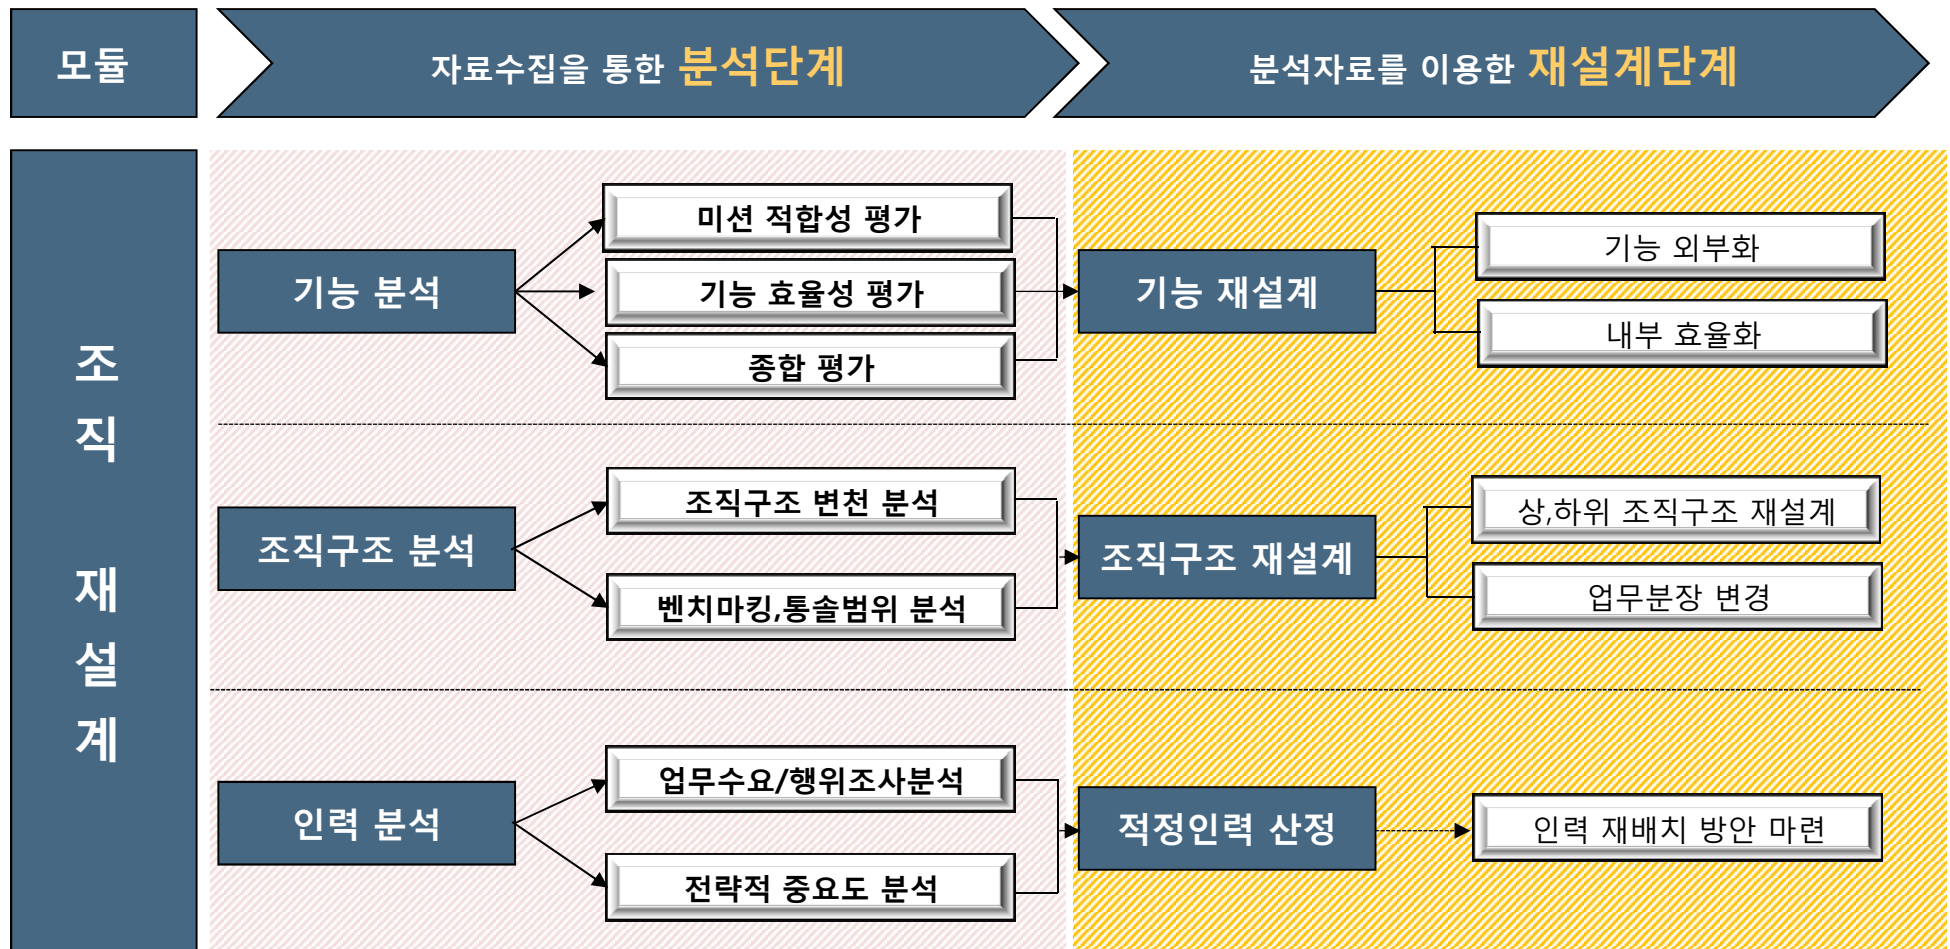 모듈
자료수집을 통한 분석단계
분석자료를 이용한 재설계단계
조직 재설계
기능 분석
미션 적합성 평가
기능 효율성 평가
종합 평가
기능 재설계
기능 외부화
내부 효율화
조직구조 분석
조직구조 변천 분석
벤치마킹,통솔범위 분석
조직구조 재설계
상,하위 조직구조 재설계
업무분장 변경
인력 분석
업무수요/행위조사분석
전략적 중요도 분석
적정인력 산정
인력 재배치 방안 마련